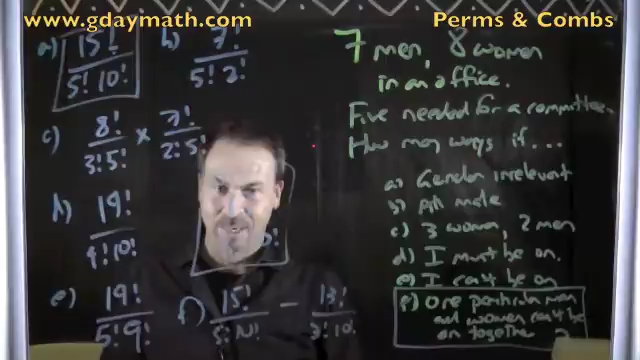 www.gdaymath.com
Perms & Combs
a) 15! / 5! 10!
b) 7! / 5! 2!
c) 8! / 3! 5! × 7! / 2! 5!
d) 14! / 4! 10!
e) 14! / 5! 9!
f) 15! / 5! 10! − 13! / 3! 10!
7 men, 8 women
in an office.
Five needed for a committee.
How many ways if...
a) Gender irrelevant
b) All male
c) 3 women, 2 men
d) I must be on.
e) I can't be on
f) One particular man
and woman can't be
on together